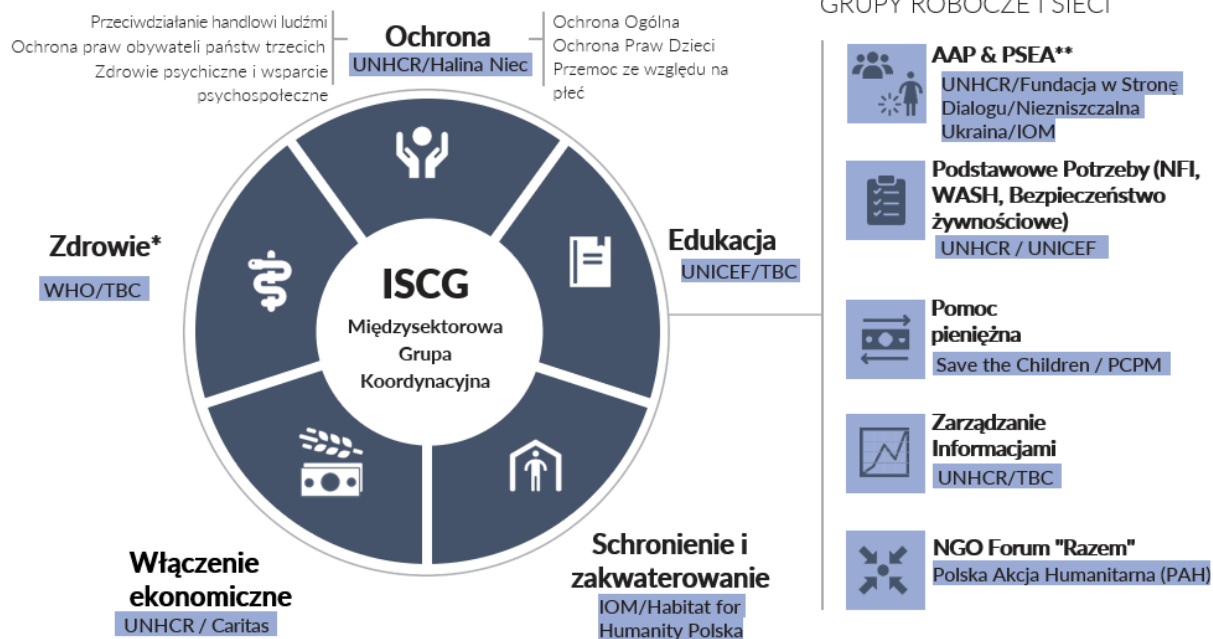 GRUPY ROBOCZE I SIECI
Przeciwdziałanie handlowi ludźmi
Ochrona praw obywateli państw trzecich
Zdrowie psychiczne i wsparcie
psychospołeczne
Ochrona
UNHCR/Halina Niec
Ochrona Ogólna
Ochrona Praw Dzieci
Przemoc ze względu na
płeć
Zdrowie*
WHO/TBC
ISCG
Międzysektorowa
Grupa
Koordynacyjna
Edukacja
UNICEF/TBC
Włączenie
ekonomiczne
UNHCR / Caritas
Schronienie i
zakwaterowanie
IOM/Habitat for
Humanity Polska
AAP & PSEA**
UNHCR/Fundacja w Stronę
Dialogu/Niezniszczalna
Ukraina/IOM
Podstawowe Potrzeby (NFI,
WASH, Bezpieczeństwo
żywnościowe)
UNHCR / UNICEF
Pomoc
pieniężna
Save the Children / PCPM
Zarządzanie
Informacjami
UNHCR/TBC
NGO Forum "Razem"
Polska Akcja Humanitarna (PAH)